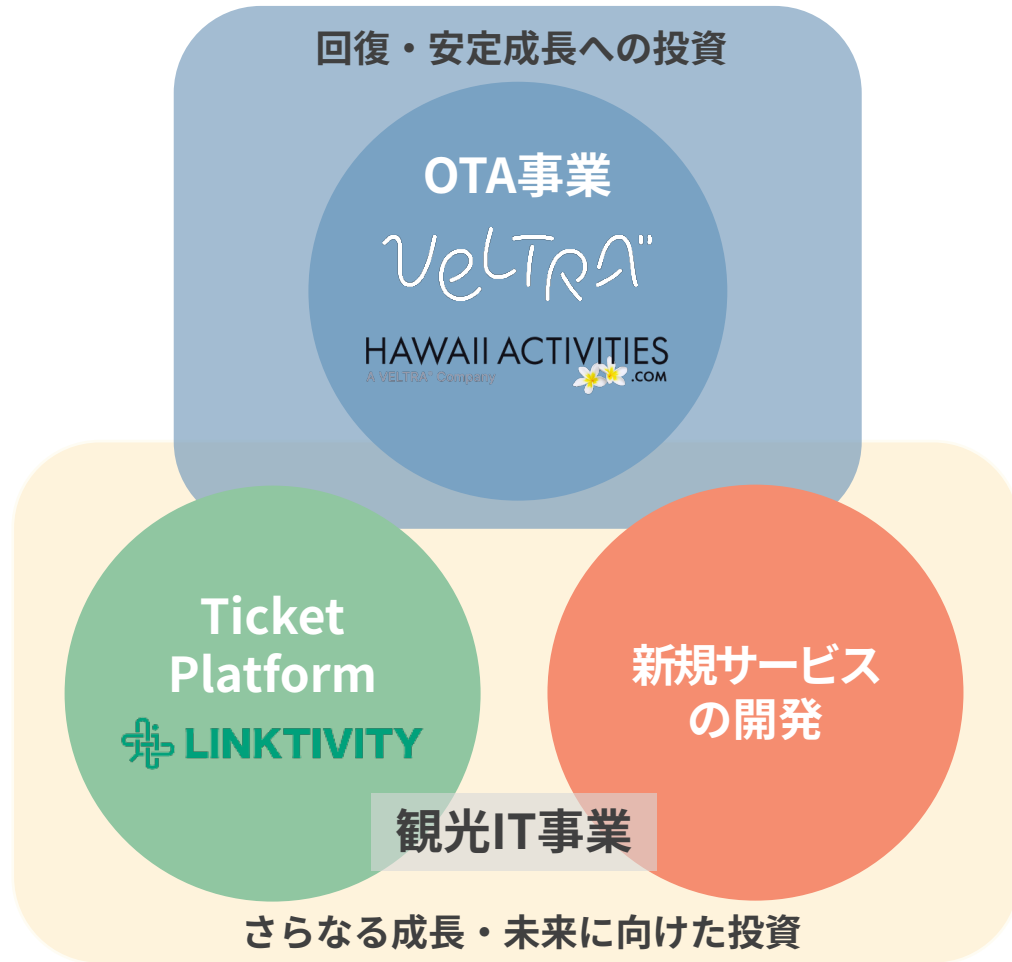 回復・安定成長への投資
OTA事業
VELTRA
HAWAII ACTIVITIES
.COM
A VELTRA Company
Ticket
Platform
LINKTIVITY
新規サービス
の開発
観光IT事業
さらなる成長・未来に向けた投資